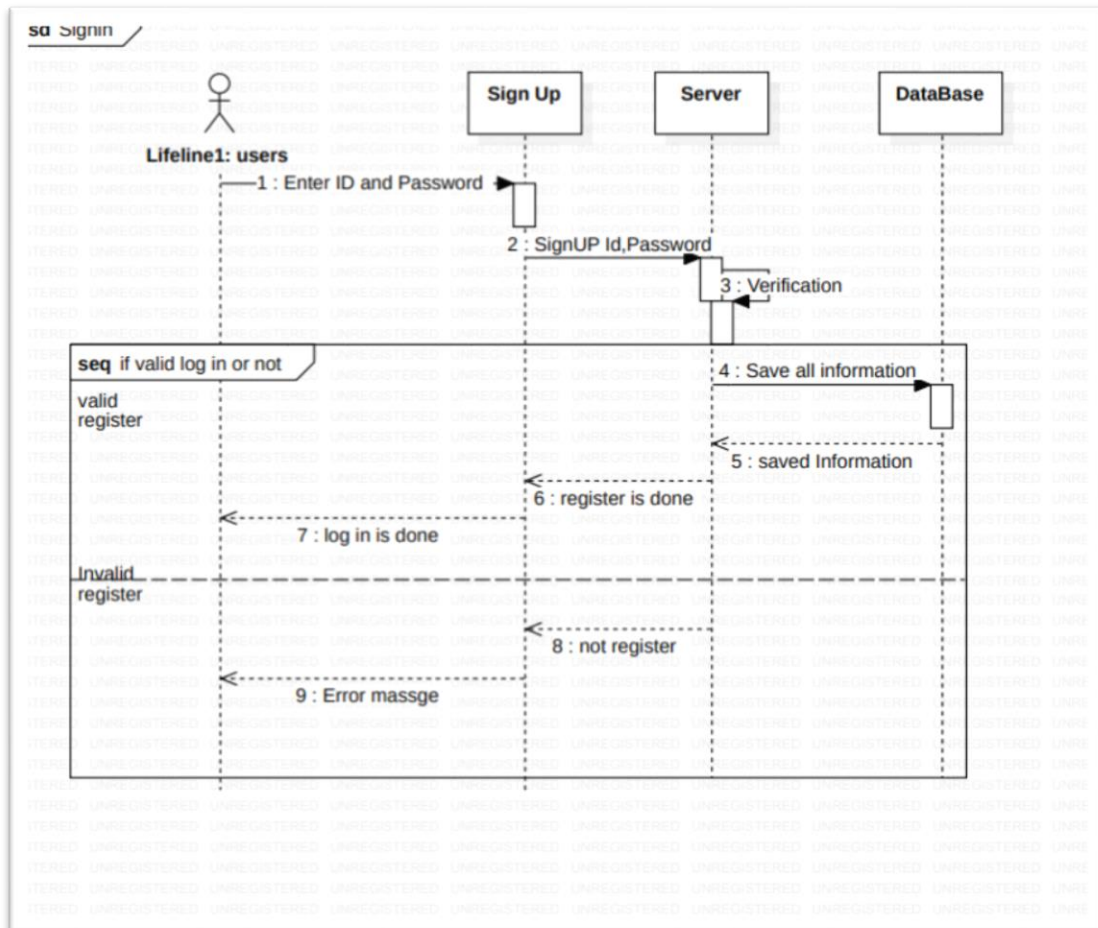 sd Signin
Sign Up
Server
DataBase
Lifeline1: users
1 : Enter ID and Password
2 : SignUP Id,Password
3 : Verification
seq if valid log in or not
4 : Save all information
valid
register
5 : saved Information
6 : register is done
7 : log in is done
Invalid
register
8 : not register
9 : Error massge
UNREGISTERED